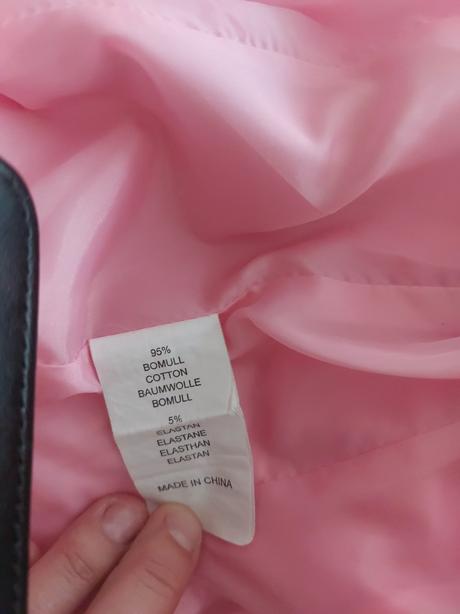 95%
BOMULL
COTTON
BAUMWOLLE
BOMULL
5%
ELASTAN
ELASTANE
ELASTHAN
ELASTAN
MADE IN CHINA